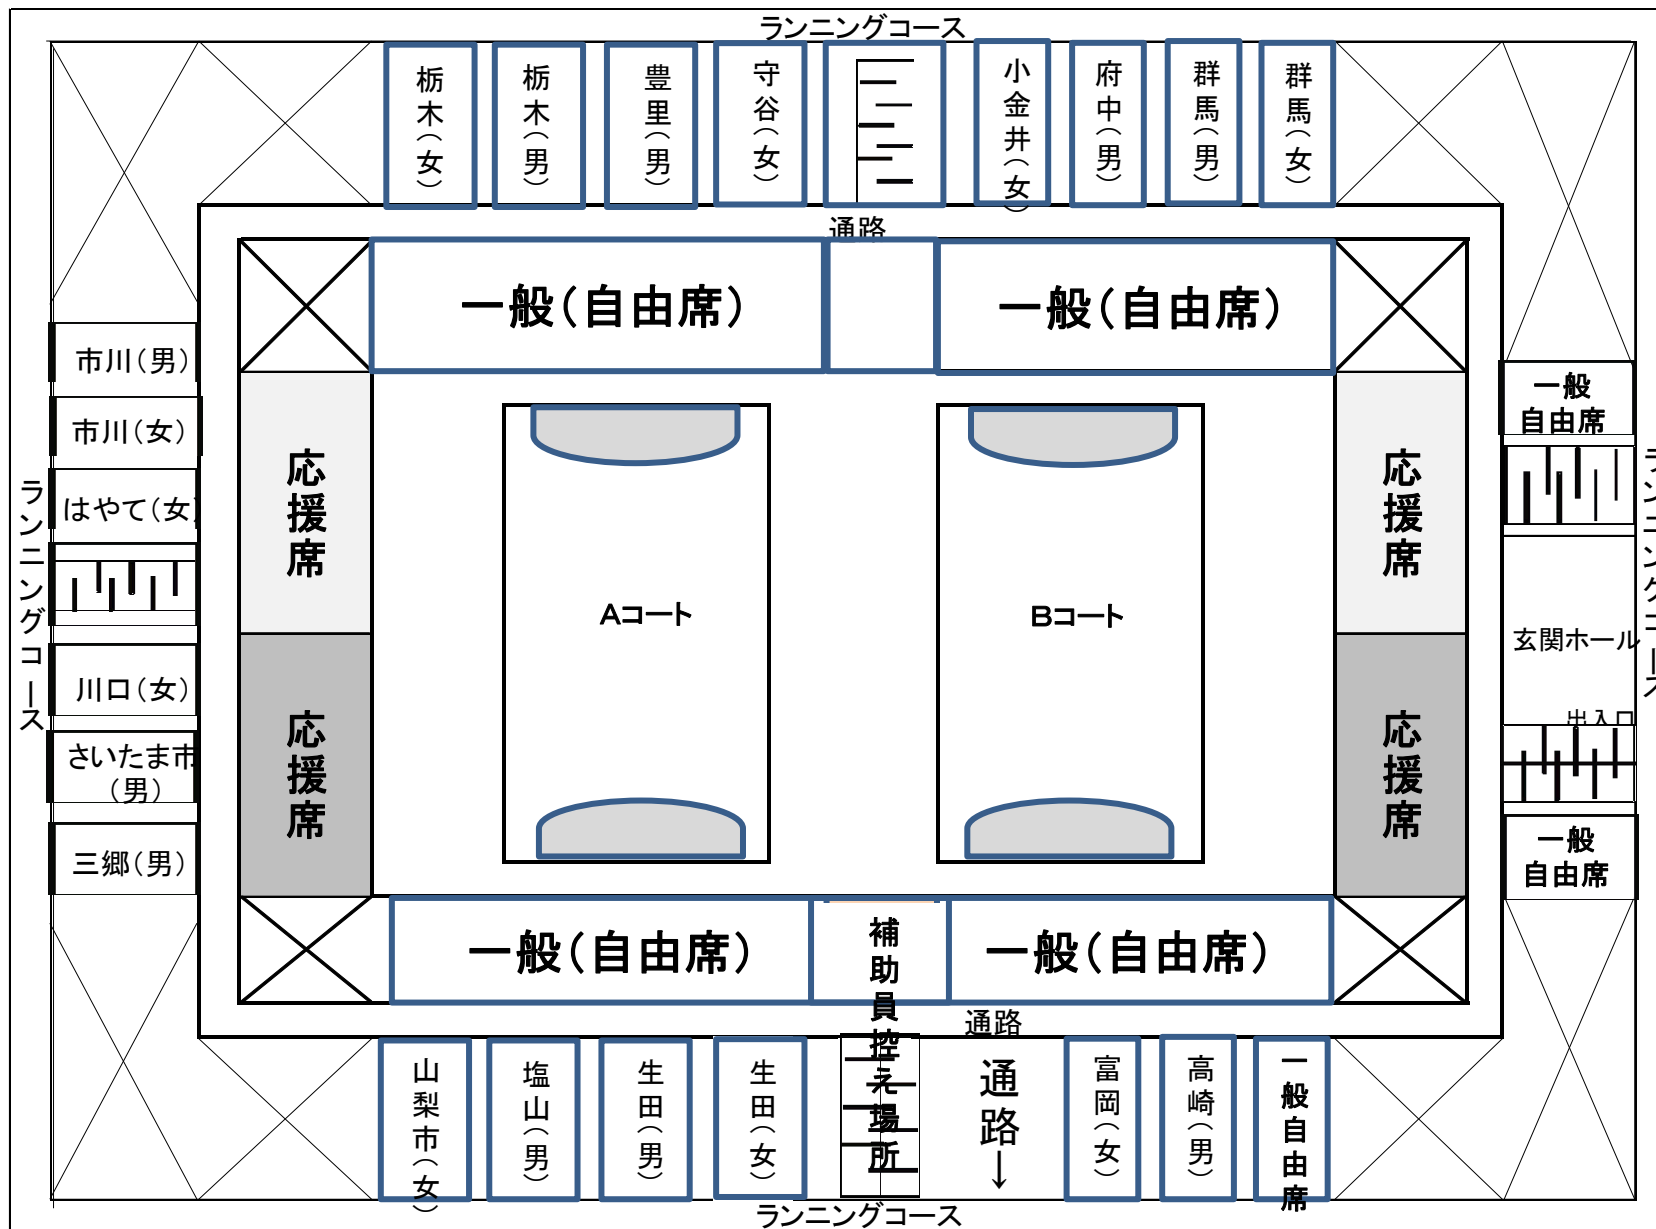 ランニングコース
栃木(女)
栃木(男)
豊里(男)
守谷(女)
小金井(女)
府中(男)
群馬(男)
群馬(女)
通路
一般(自由席)
一般(自由席)
市川(男)
市川(女)
はやて(女)
川口(女)
さいたま市
(男)
三郷(男)
ランニングコース
応援席
応援席
Aコート
Bコート
応援席
応援席
一般
自由席
玄関ホール
出入口
一般
自由席
ランニングコース
一般(自由席)
補助員控え場所
一般(自由席)
通路
山梨市(女)
塩山(男)
生田(男)
生田(女)
通路↓
富岡(女)
高崎(男)
一般自由席
ランニングコース